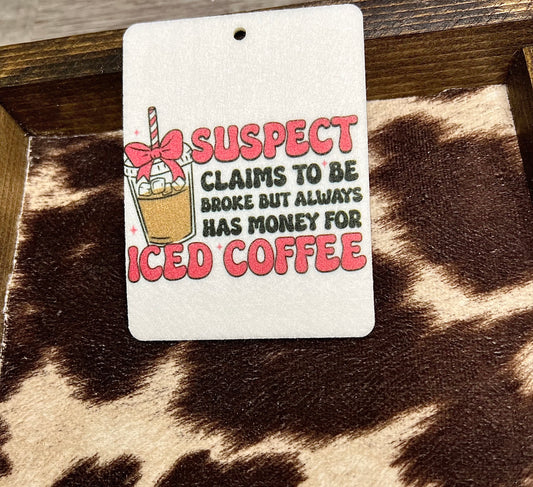 SUSPECT
CLAIMS TO BE
BROKE BUT ALWAYS
HAS MONEY FOR
ICED COFFEE